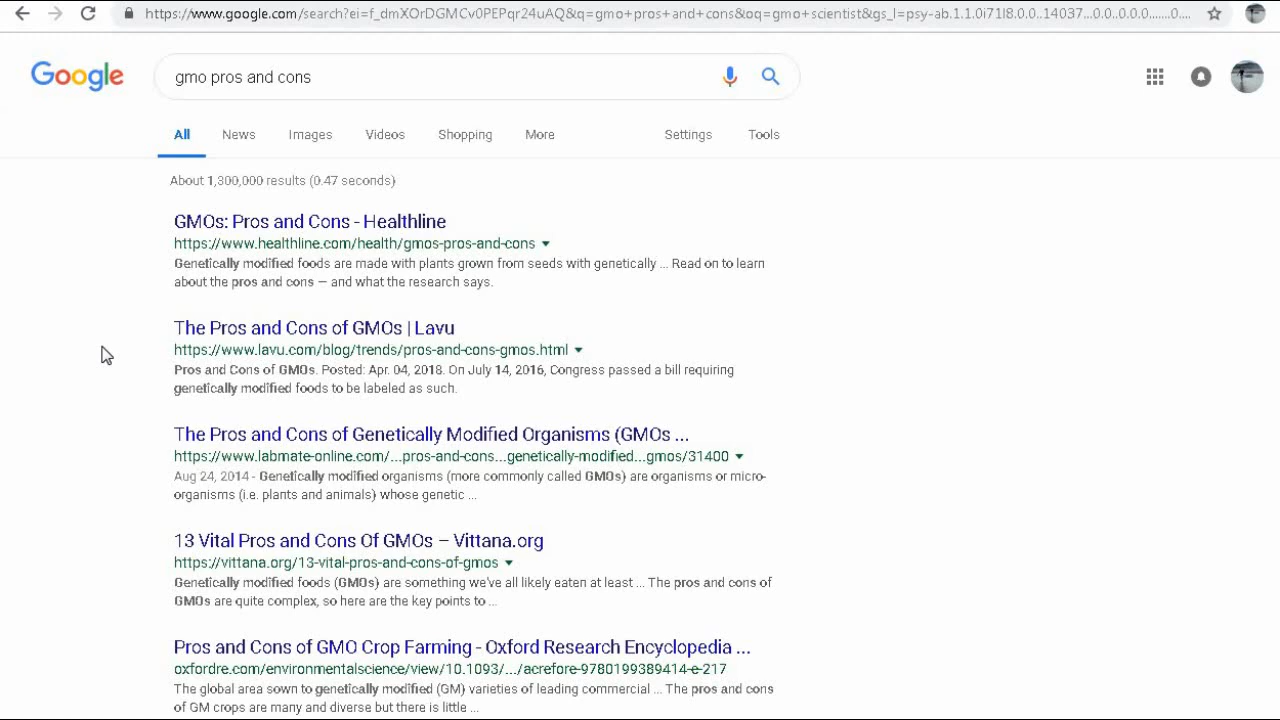 https://www.google.com/search?ei=f_dmXOrDGMCv0PEPqr24uAQ&q=gmo+pros+and+cons&oq=gmo+scientist&gs_l=psy-ab.1.1.0i71l8.0.0..14037...0.0..0.0.0.......0....
Google
gmo pros and cons
All News Images Videos Shopping More Settings Tools
About 1,300,000 results (0.47 seconds)
GMOs: Pros and Cons - Healthline
https://www.healthline.com/health/gmos-pros-and-cons
Genetically modified foods are made with plants grown from seeds with genetically ... Read on to learn
about the pros and cons — and what the research says.
The Pros and Cons of GMOs | Lavu
https://www.lavu.com/blog/trends/pros-and-cons-gmos.html
Pros and Cons of GMOs. Posted: Apr. 04, 2018. On July 14, 2016, Congress passed a bill requiring
genetically modified foods to be labeled as such.
The Pros and Cons of Genetically Modified Organisms (GMOs ...
https://www.labmate-online.com/...pros-and-cons...genetically-modified...gmos/31400
Aug 24, 2014 - Genetically modified organisms (more commonly called GMOs) are organisms or micro-
organisms (i.e. plants and animals) whose genetic ...
13 Vital Pros and Cons Of GMOs – Vittana.org
https://vittana.org/13-vital-pros-and-cons-of-gmos
Genetically modified foods (GMOs) are something we've all likely eaten at least ... The pros and cons of
GMOs are quite complex, so here are the key points to ...
Pros and Cons of GMO Crop Farming - Oxford Research Encyclopedia ...
oxfordre.com/environmentalscience/view/10.1093/.../acrefore-9780199389414-e-217
The global area sown to genetically modified (GM) varieties of leading commercial ... The pros and cons
of GM crops are many and diverse but there is little ...